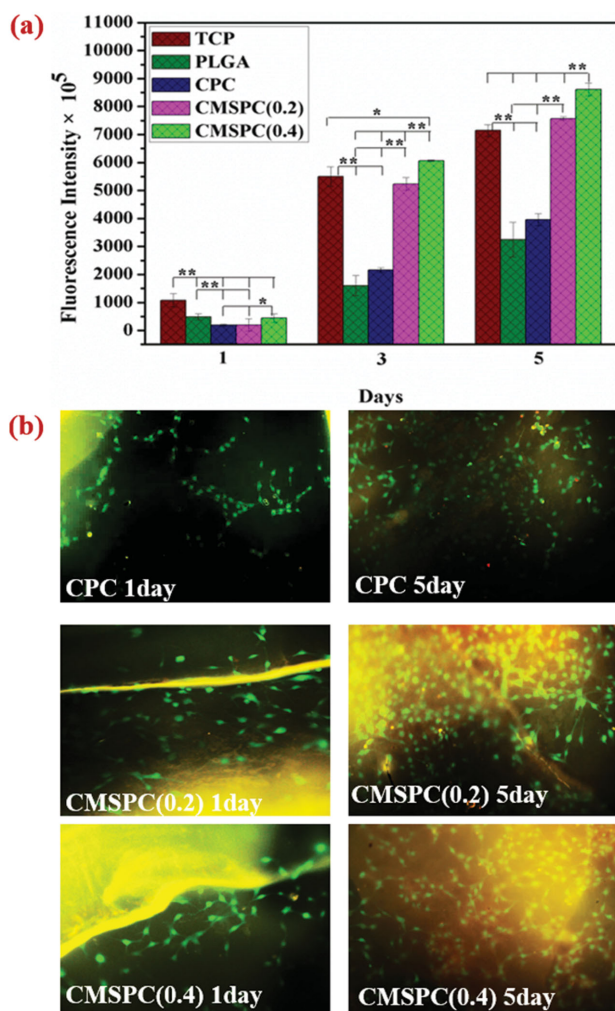 (a)
11000
10000
9000
8000
7000
6000
5000
4000
3000
2000
1000
0
Fluorescence Intensity × 10⁵
TCP
PLGA
CPC
CMSPC(0.2)
CMSPC(0.4)
**
**
*
*
**
**
**
**
**
**
1
3
5
Days
(b)
CPC 1day
CPC 5day
CMSPC(0.2) 1day
CMSPC(0.2) 5day
CMSPC(0.4) 1day
CMSPC(0.4) 5day